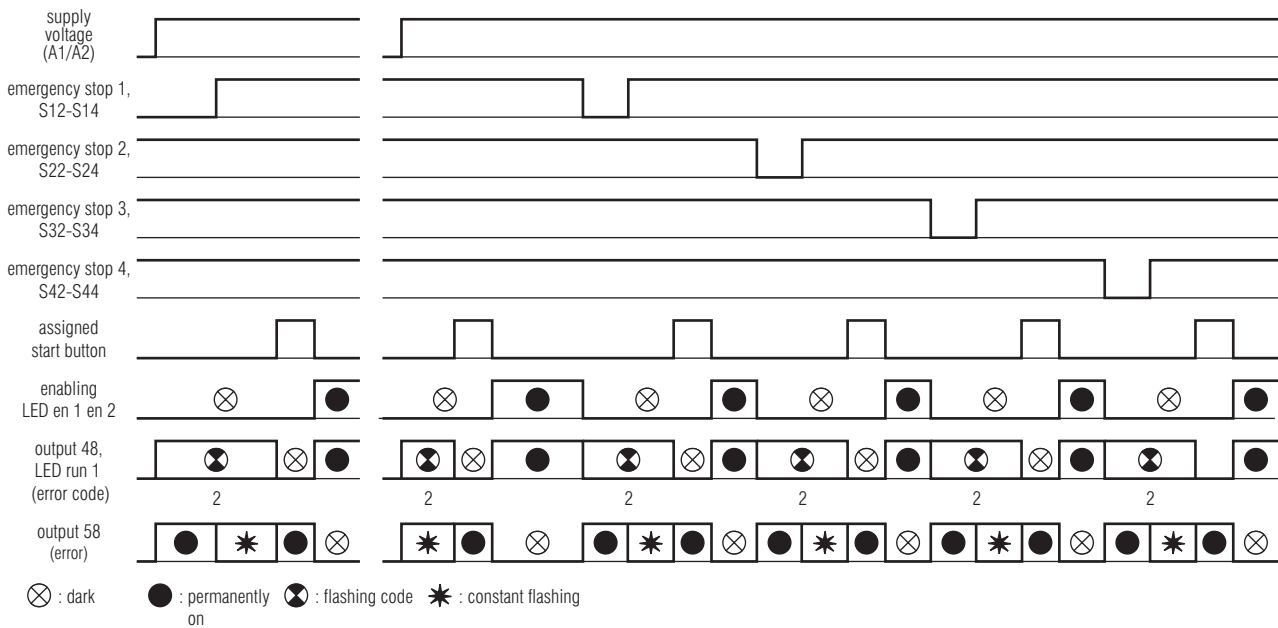 supply
voltage
(A1/A2)
emergency stop 1,
S12-S14
emergency stop 2,
S22-S24
emergency stop 3,
S32-S34
emergency stop 4,
S42-S44
assigned
start button
enabling
LED en 1 en 2
output 48,
LED run 1
(error code)
2 2 2 2 2 2
output 58
(error)
: dark : permanently on : flashing code : constant flashing